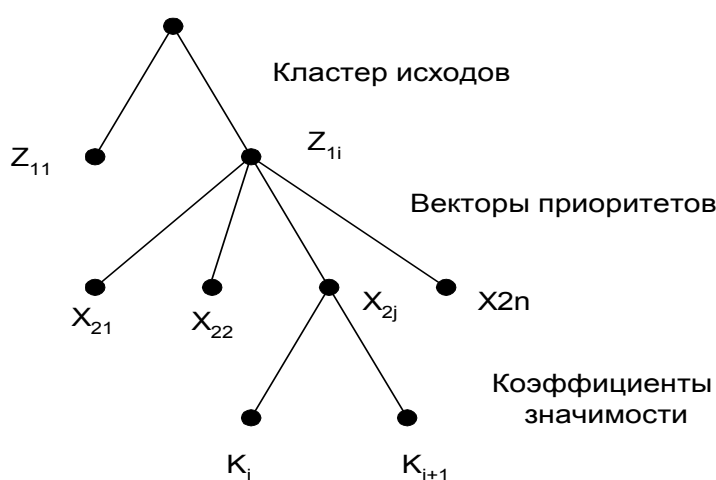 Кластер исходов
Z₁₁
Z₁ᵢ
Векторы приоритетов
X₂₁
X₂₂
X₂ⱼ
X2n
Коэффициенты
значимости
Kᵢ
Kᵢ₊₁